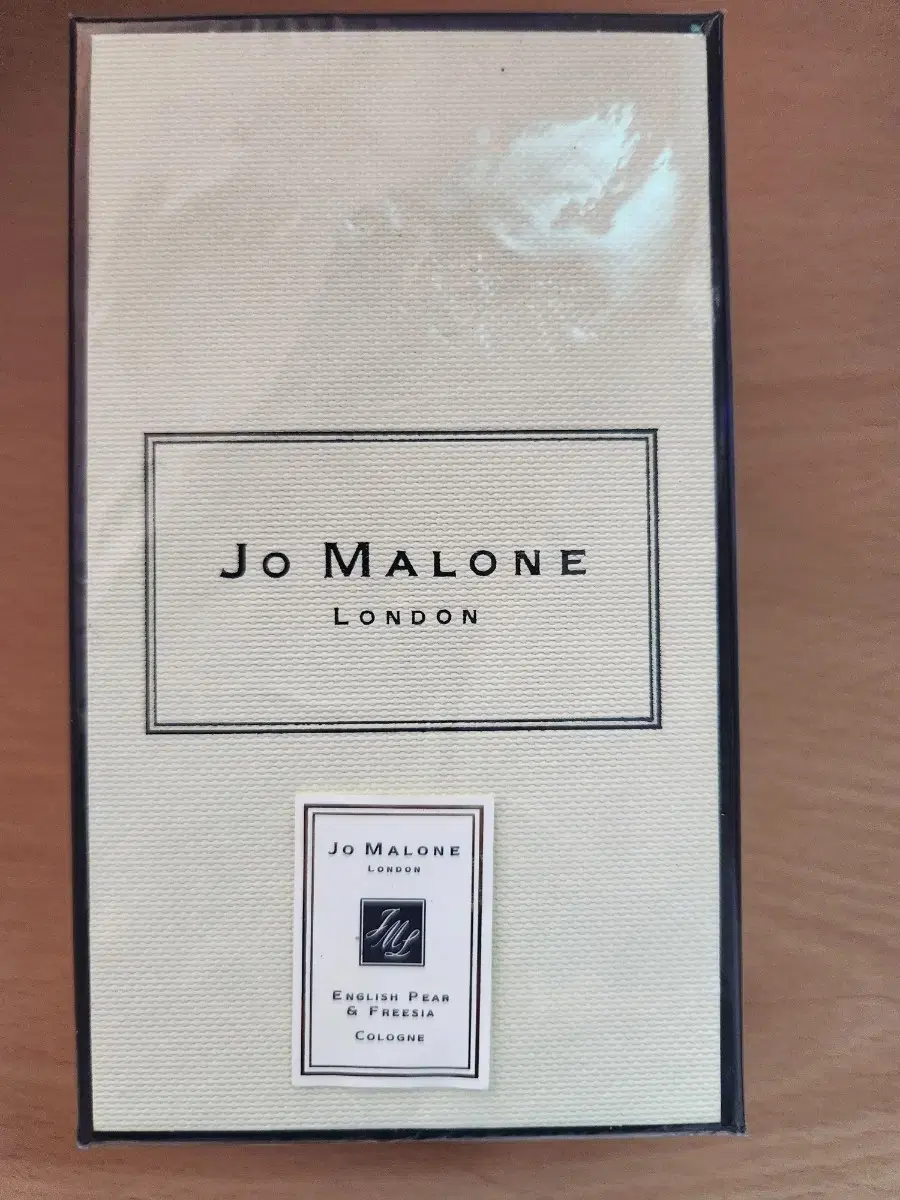 Jo Malone
London
Jo Malone
London
JML
English Pear
& Freesia
Cologne